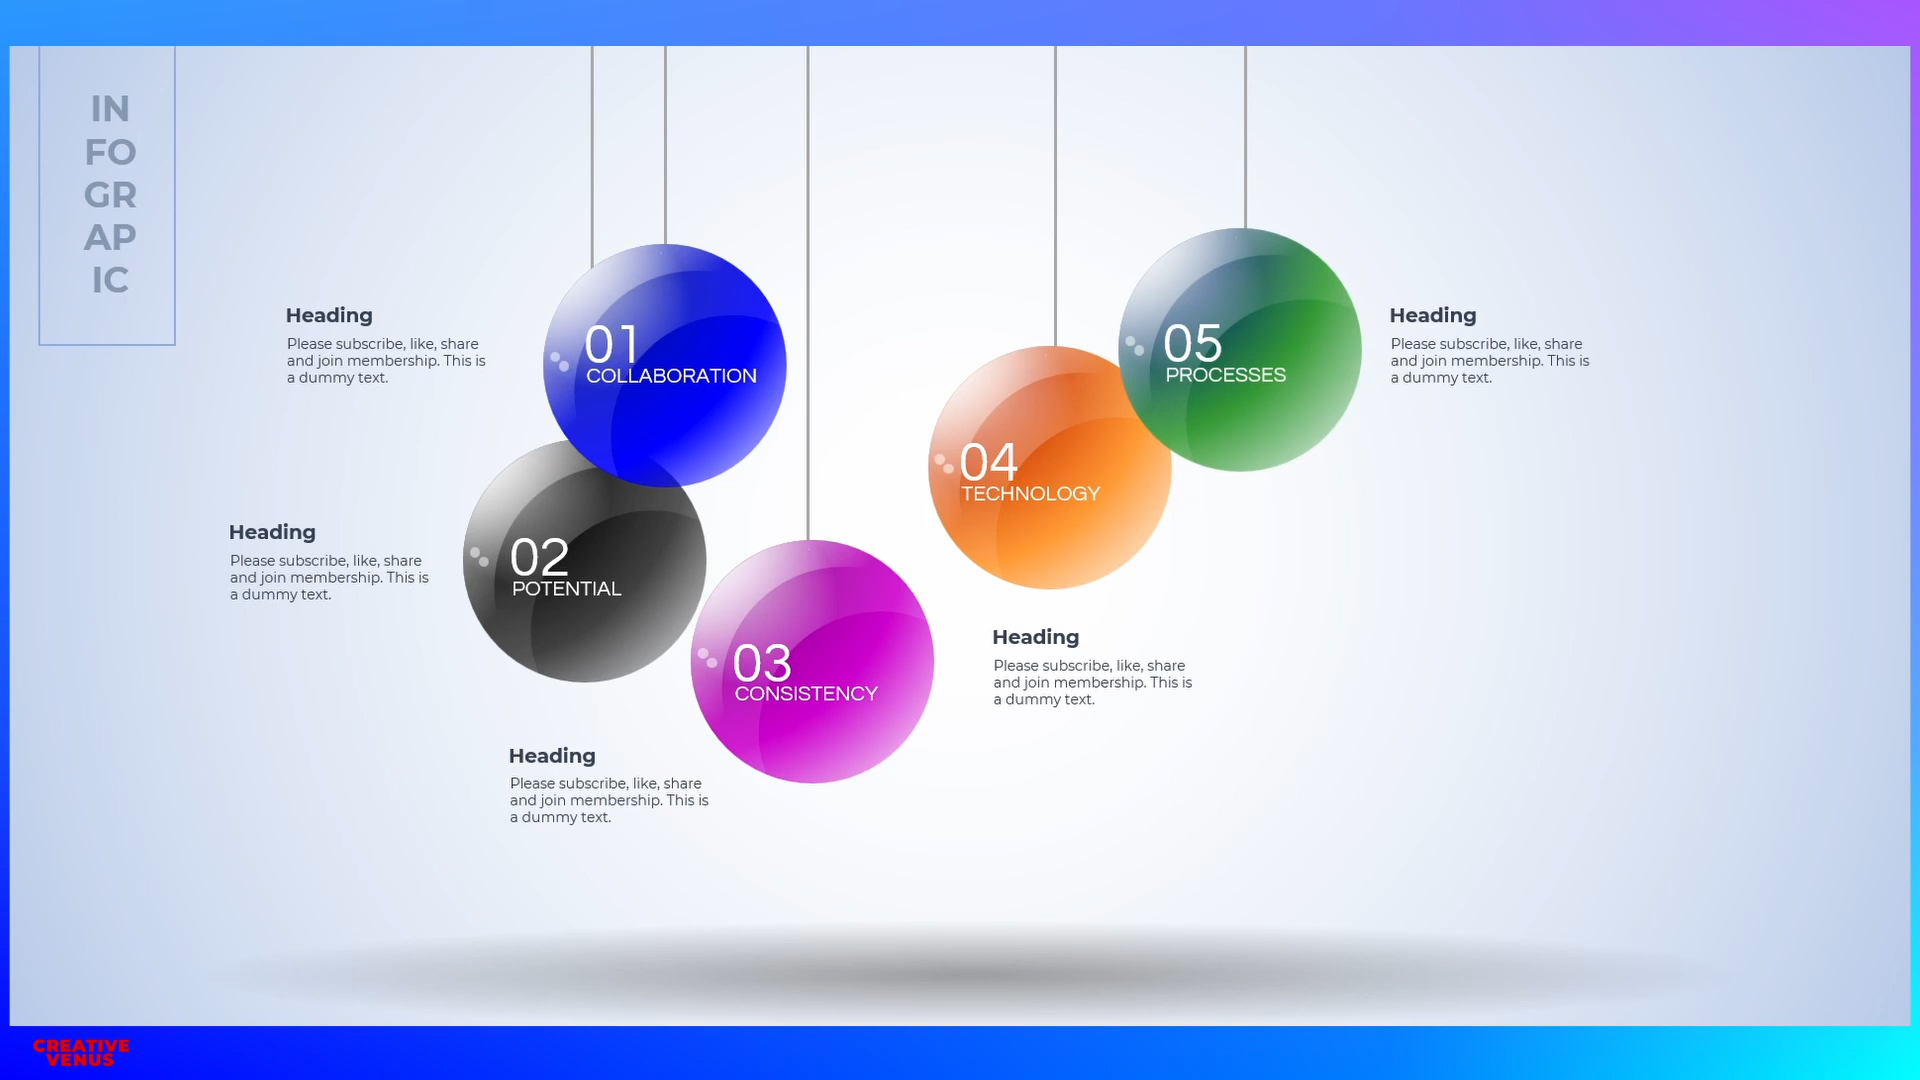 IN
FO
GR
AP
IC
Heading
Please subscribe, like, share
and join membership. This is
a dummy text.
01
COLLABORATION
05
PROCESSES
Heading
Please subscribe, like, share
and join membership. This is
a dummy text.
04
TECHNOLOGY
Heading
Please subscribe, like, share
and join membership. This is
a dummy text.
02
POTENTIAL
03
CONSISTENCY
Heading
Please subscribe, like, share
and join membership. This is
a dummy text.
Heading
Please subscribe, like, share
and join membership. This is
a dummy text.
CREATIVE
VENUS